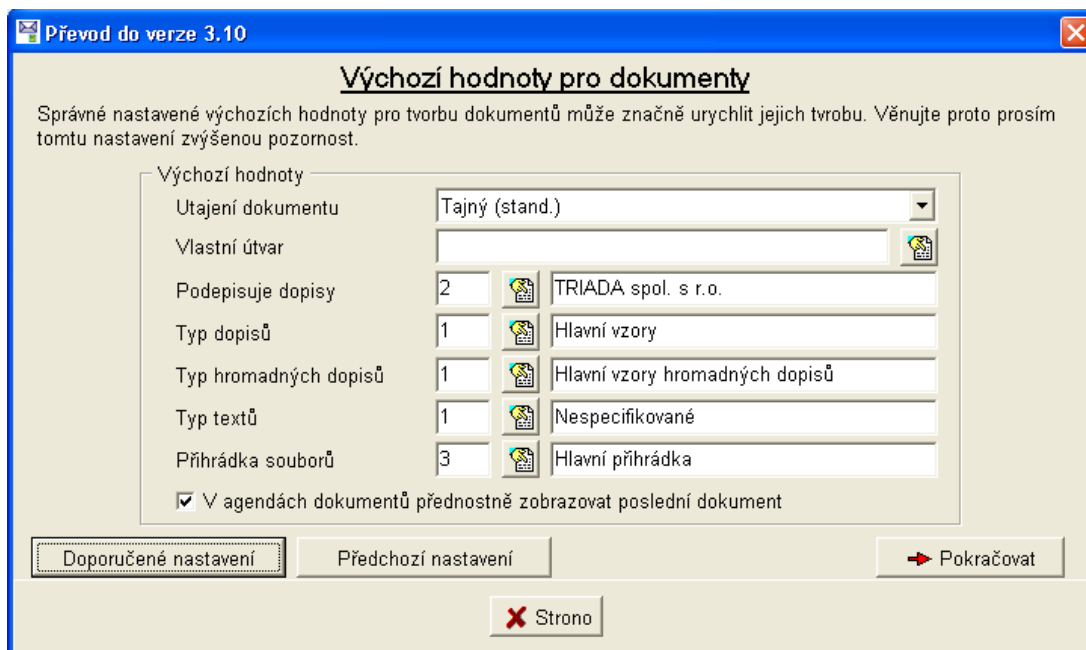 Převod do verze 3.10
Výchozí hodnoty pro dokumenty
Správné nastavené výchozích hodnoty pro tvorbu dokumentů může značně urychlit jejich tvrobu. Věnujte proto prosím
tomtu nastavení zvýšenou pozornost.
Výchozí hodnoty
Utajení dokumentu Tajný (stand.)
Vlastní útvar
Podepisuje dopisy 2 TRIADA spol. s r.o.
Typ dopisů 1 Hlavní vzory
Typ hromadných dopisů 1 Hlavní vzory hromadných dopisů
Typ textů 1 Nespecifikované
Přihrádka souborů 3 Hlavní přihrádka
V agendách dokumentů přednostně zobrazovat poslední dokument
Doporučené nastavení Předchozí nastavení Pokračovat
Strono